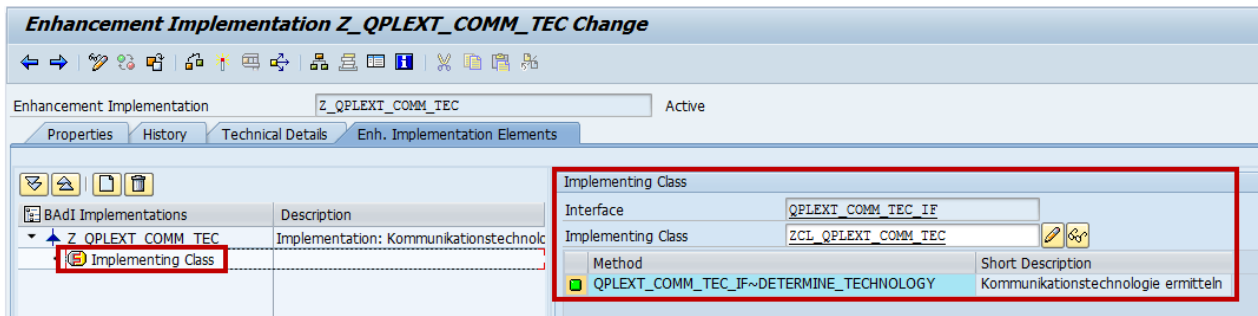 Enhancement Implementation Z_QPLEXT_COMM_TEC Change
Enhancement Implementation Z_QPLEXT_COMM_TEC Active
Properties History Technical Details Enh. Implementation Elements
Implementing Class
BAdI Implementations Description
Z_QPLEXT_COMM_TEC Implementation: Kommunikationstechnolc
Implementing Class
Interface QPLEXT_COMM_TEC_IF
Implementing Class ZCL_QPLEXT_COMM_TEC
Method Short Description
QPLEXT_COMM_TEC_IF~DETERMINE_TECHNOLOGY Kommunikationstechnologie ermitteln